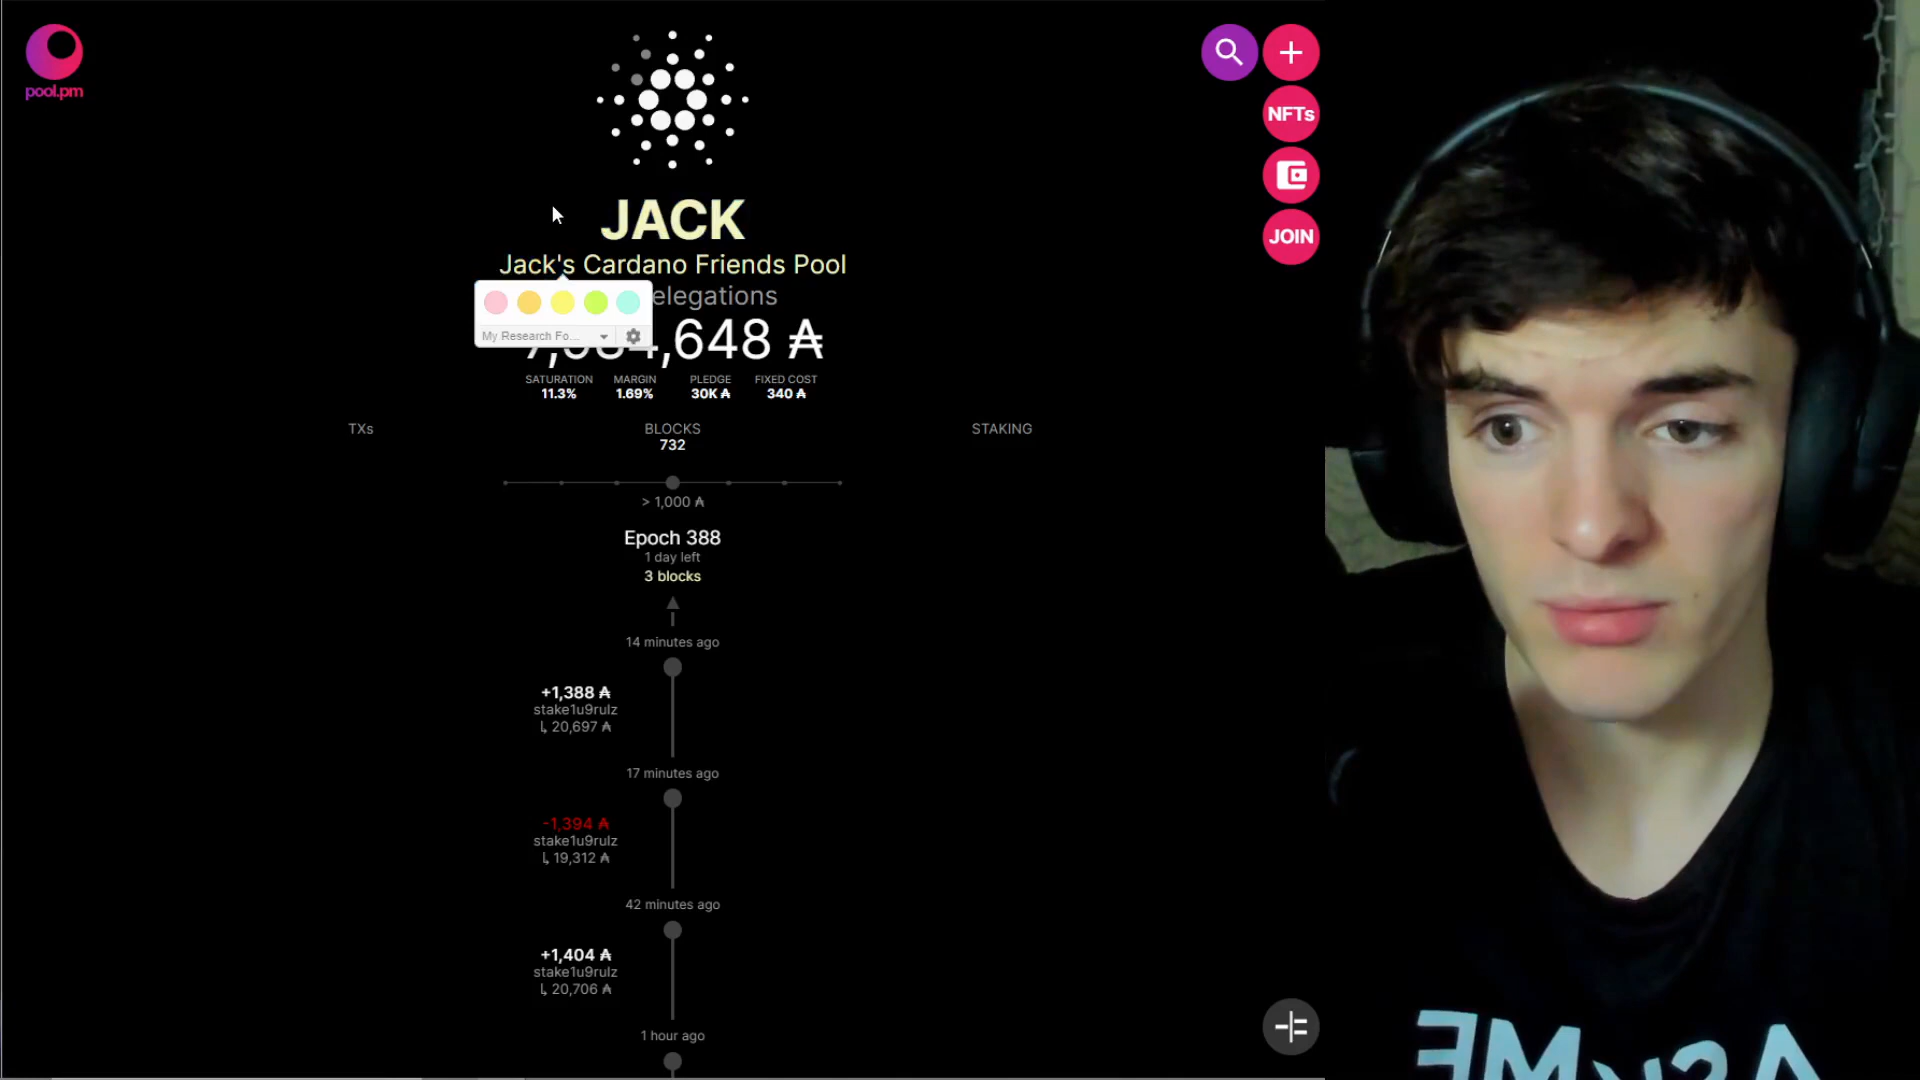 pool.pm
NFTs
JOIN
JACK
Jack's Cardano Friends Pool
elegations
,648 ₳
My Research Fo...
SATURATION MARGIN PLEDGE FIXED COST
11.3% 1.69% 30K ₳ 340 ₳
TXs BLOCKS STAKING
732
> 1,000 ₳
Epoch 388
1 day left
3 blocks
14 minutes ago
+1,388 ₳
stake1u9rulz
↳ 20,697 ₳
17 minutes ago
-1,394 ₳
stake1u9rulz
↳ 19,312 ₳
42 minutes ago
+1,404 ₳
stake1u9rulz
↳ 20,706 ₳
1 hour ago